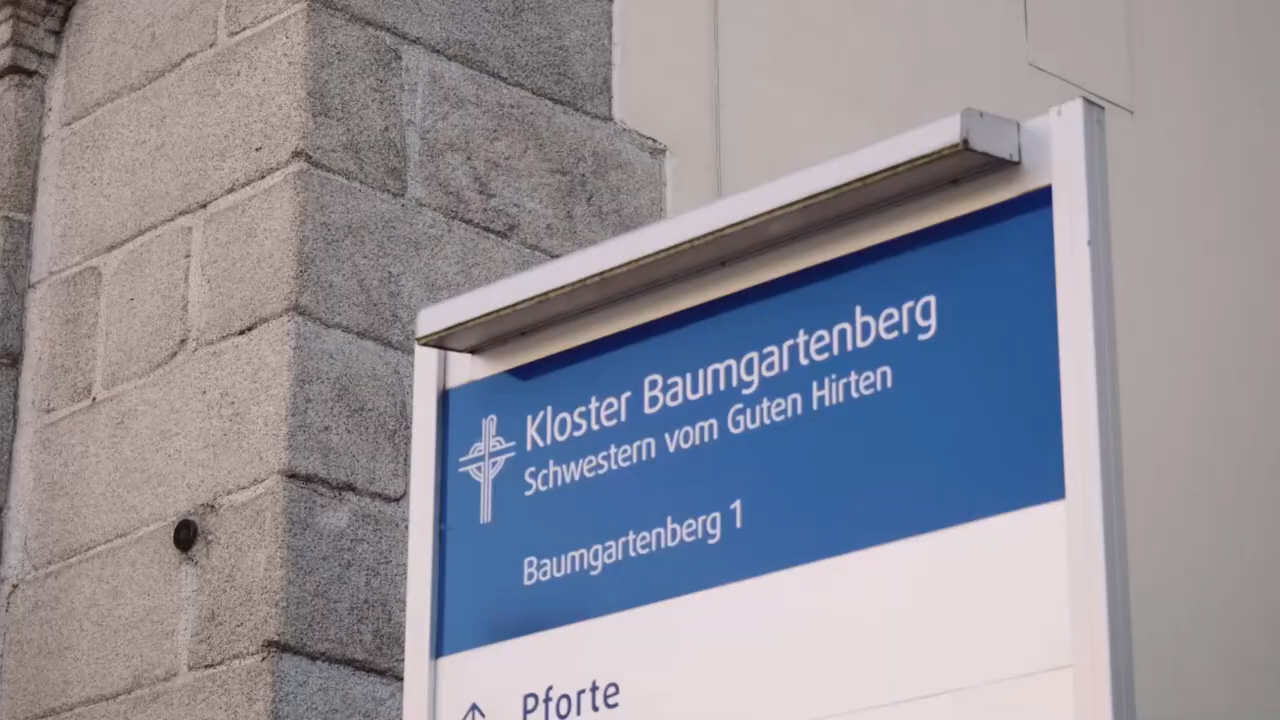 Kloster Baumgartenberg
Schwestern vom Guten Hirten
Baumgartenberg 1
Pforte